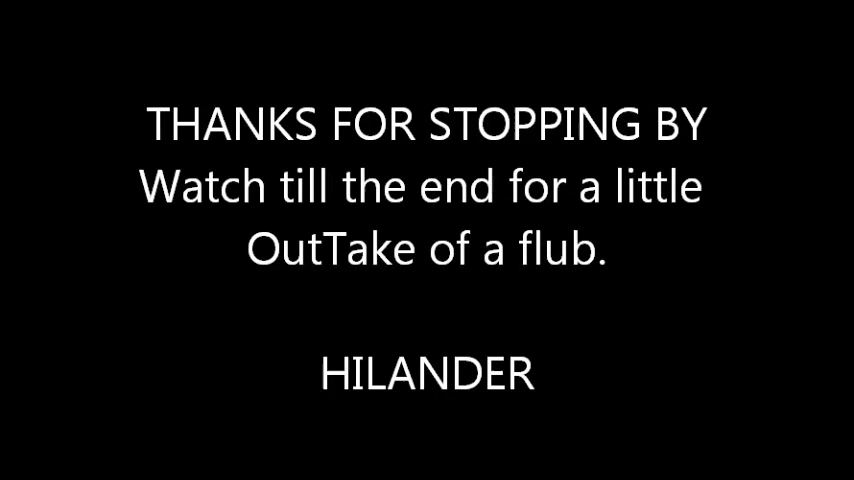 THANKS FOR STOPPING BY
Watch till the end for a little
OutTake of a flub.
HILANDER